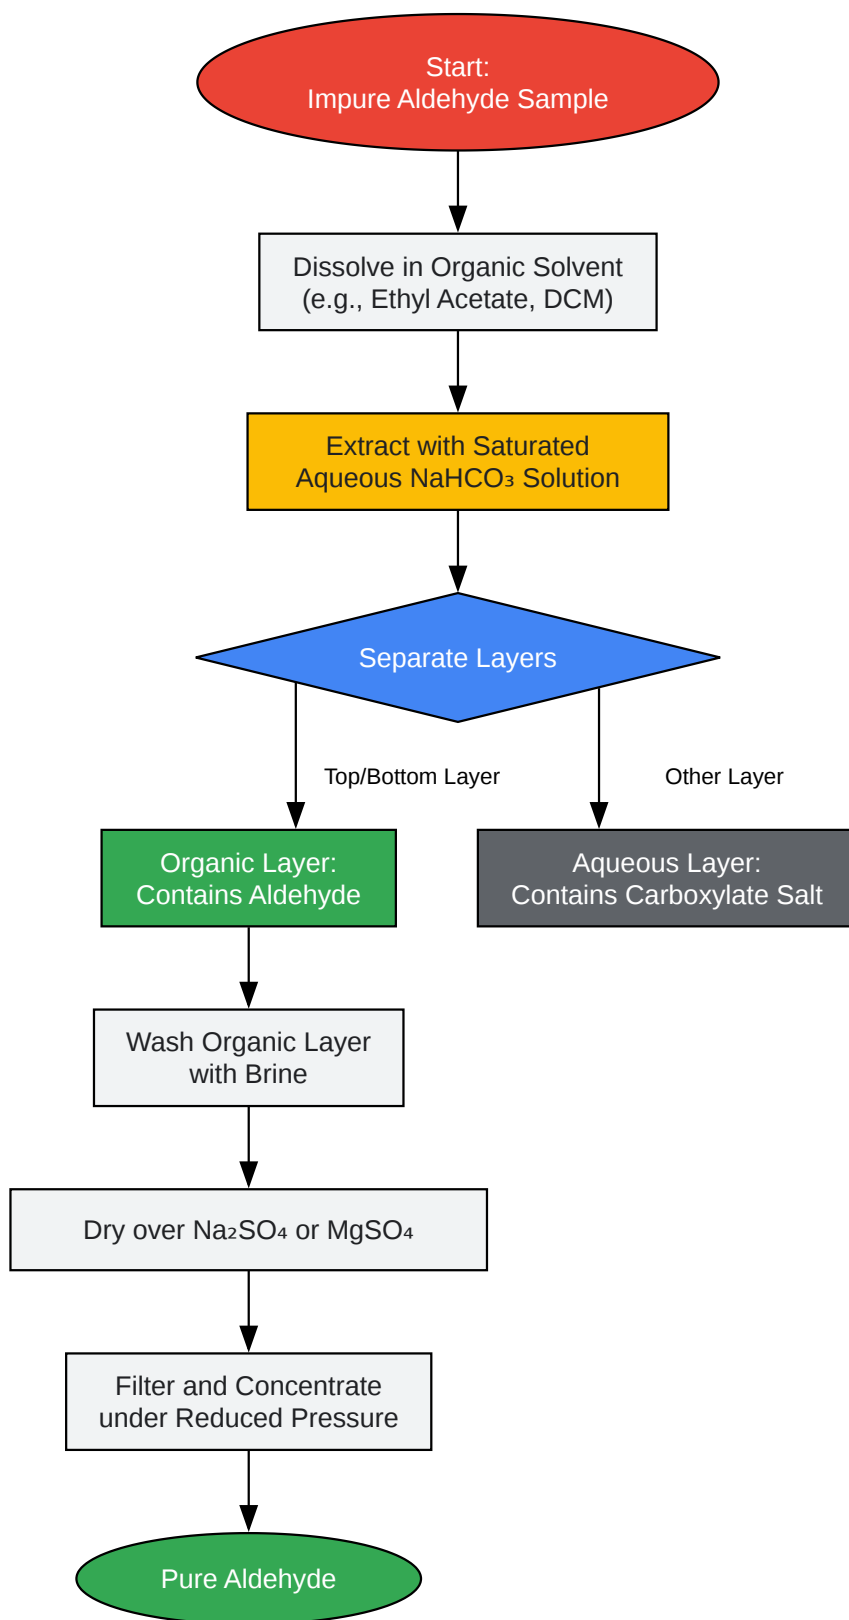 Start:
Impure Aldehyde Sample
Dissolve in Organic Solvent
(e.g., Ethyl Acetate, DCM)
Extract with Saturated
Aqueous NaHCO₃ Solution
Separate Layers
Top/Bottom Layer
Other Layer
Organic Layer:
Contains Aldehyde
Aqueous Layer:
Contains Carboxylate Salt
Wash Organic Layer
with Brine
Dry over Na₂SO₄ or MgSO₄
Filter and Concentrate
under Reduced Pressure
Pure Aldehyde